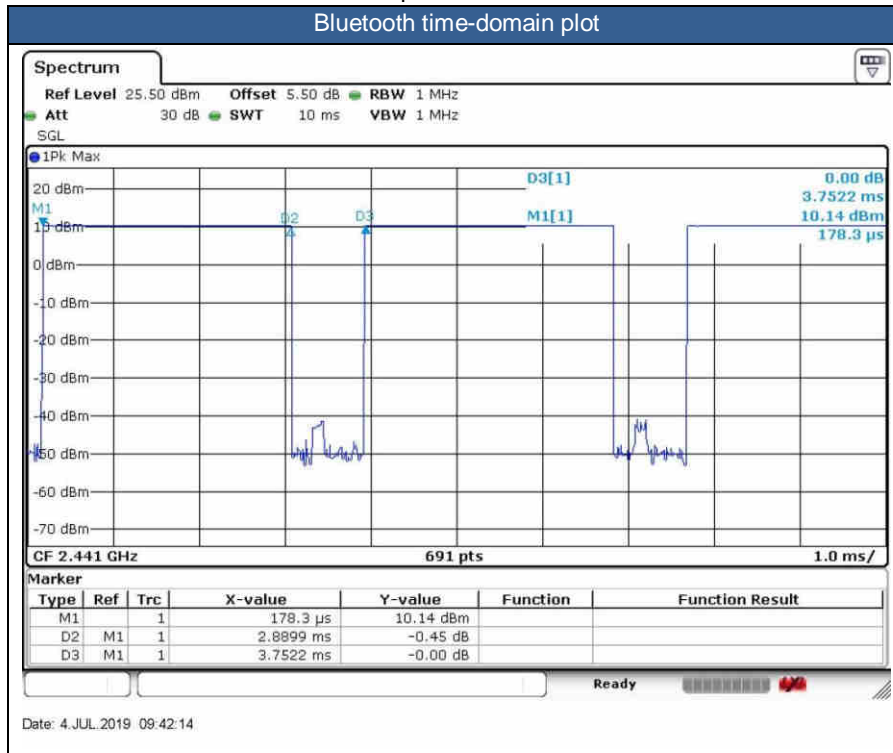 Bluetooth time-domain plot
Spectrum
Ref Level 25.50 dBm Offset 5.50 dB RBW 1 MHz
Att 30 dB SWT 10 ms VBW 1 MHz
SGL
1Pk Max
D3[1] 0.00 dB
3.7522 ms
M1[1] 10.14 dBm
178.3 µs
M1
D2
D3
20 dBm
10 dBm
0 dBm
-10 dBm
-20 dBm
-30 dBm
-40 dBm
-50 dBm
-60 dBm
-70 dBm
CF 2.441 GHz 691 pts 1.0 ms/
Marker
Type Ref Trc X-value Y-value Function Function Result
M1 1 178.3 µs 10.14 dBm
D2 M1 1 2.8899 ms -0.45 dB
D3 M1 1 3.7522 ms -0.00 dB
Ready
Date: 4.JUL.2019 09:42:14